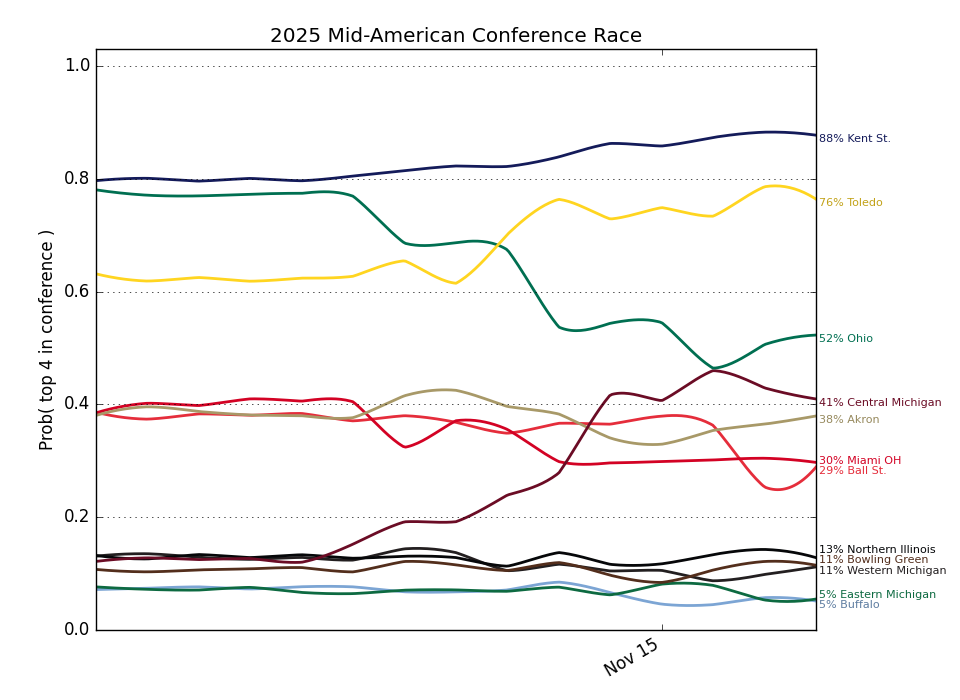 2025 Mid-American Conference Race
Prob( top 4 in conference )
1.0
0.8
0.6
0.4
0.2
0.0
88% Kent St.
76% Toledo
52% Ohio
41% Central Michigan
38% Akron
30% Miami OH
29% Ball St.
13% Northern Illinois
11% Bowling Green
11% Western Michigan
5% Eastern Michigan
5% Buffalo
Nov 15